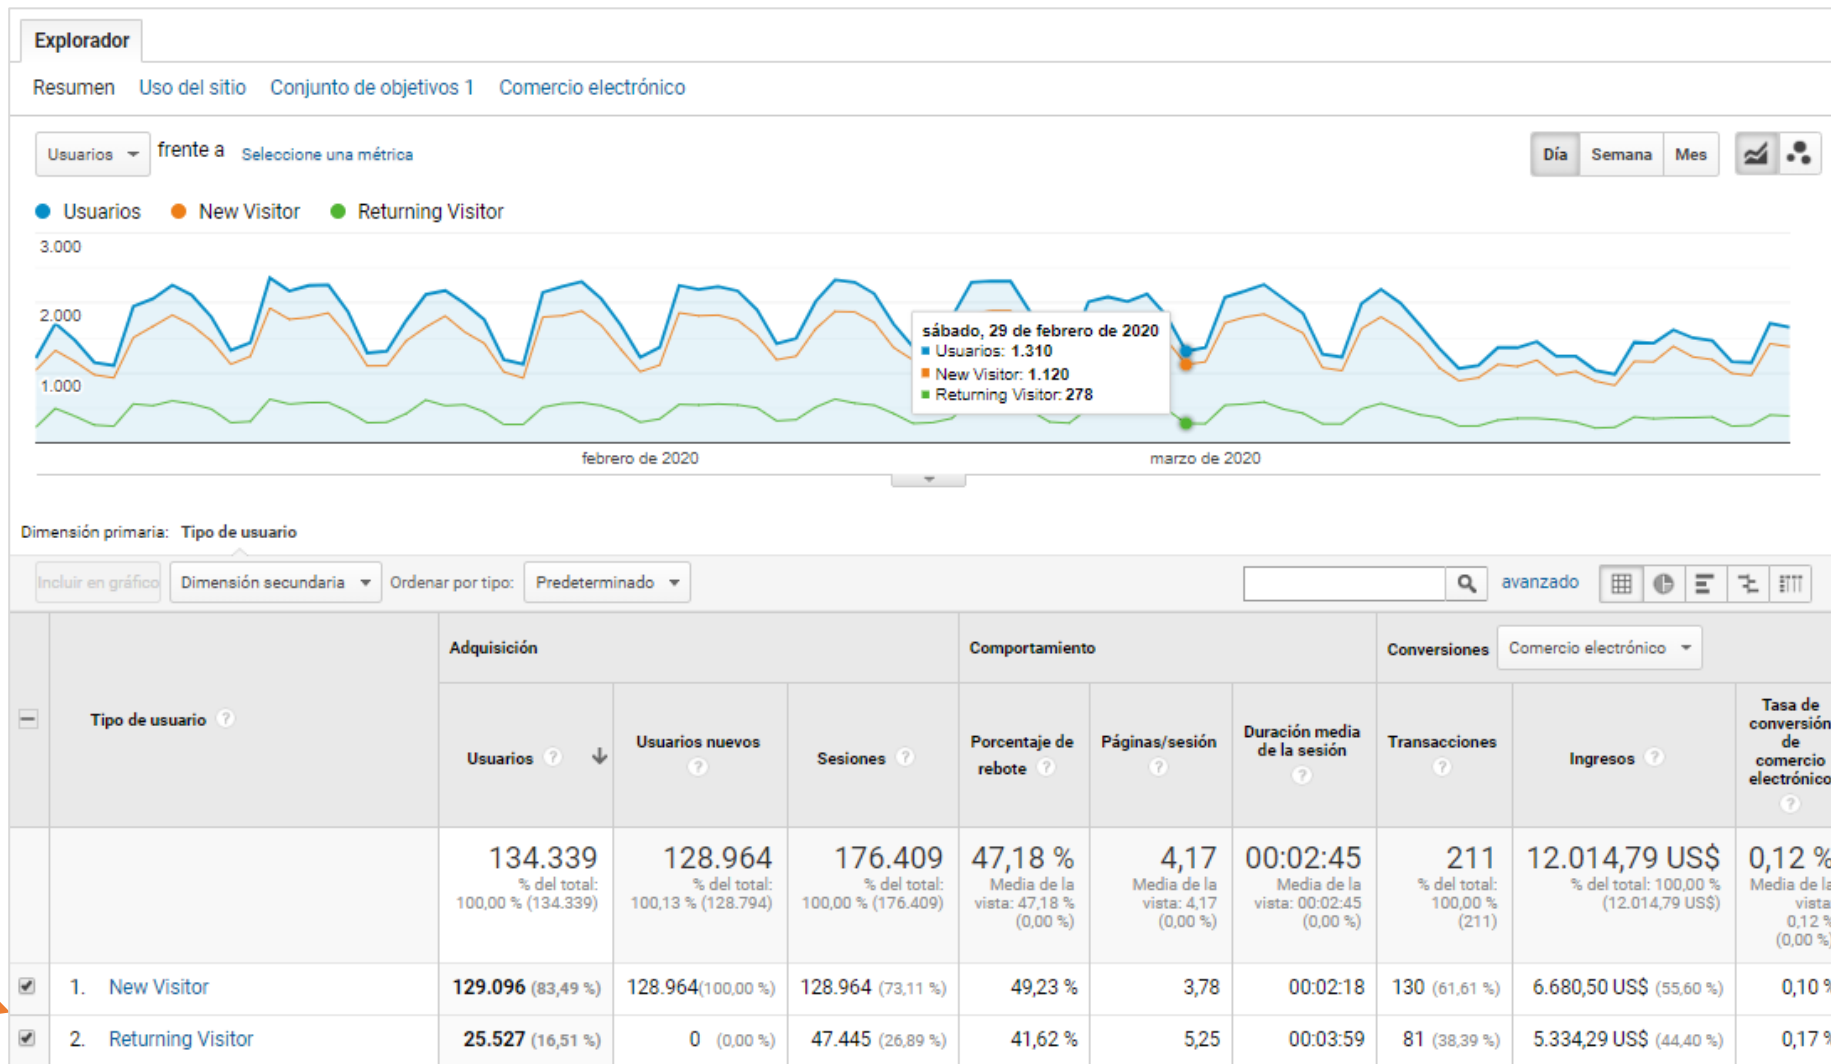 Explorador
Resumen Uso del sitio Conjunto de objetivos 1 Comercio electrónico
Usuarios frente a Seleccione una métrica
Día Semana Mes
Usuarios New Visitor Returning Visitor
3.000
2.000
1.000
sábado, 29 de febrero de 2020
Usuarios: 1.310
New Visitor: 1.120
Returning Visitor: 278
febrero de 2020 marzo de 2020
Dimensión primaria: Tipo de usuario
Incluir en gráfico Dimensión secundaria Ordenar por tipo: Predeterminado avanzado
Adquisición Comportamiento Conversiones Comercio electrónico
Tipo de usuario ?
Usuarios ?
Usuarios nuevos
?
Sesiones ?
Porcentaje de
rebote ?
Páginas/sesión
?
Duración media
de la sesión
?
Transacciones
?
Ingresos ?
Tasa de
conversión
de
comercio
electrónico
?
134.339
% del total:
100,00 % (134.339)
128.964
% del total:
100,13 % (128.794)
176.409
% del total:
100,00 % (176.409)
47,18 %
Media de la
vista: 47,18 %
(0,00 %)
4,17
Media de la
vista: 4,17
(0,00 %)
00:02:45
Media de la
vista: 00:02:45
(0,00 %)
211
% del total:
100,00 %
(211)
12.014,79 US$
% del total: 100,00 %
(12.014,79 US$)
0,12 %
Media de la
vista
0,12 %
(0,00 %)
1. New Visitor 129.096 (83,49 %) 128.964(100,00 %) 128.964 (73,11 %) 49,23 % 3,78 00:02:18 130 (61,61 %) 6.680,50 US$ (55,60 %) 0,10 %
2. Returning Visitor 25.527 (16,51 %) 0 (0,00 %) 47.445 (26,89 %) 41,62 % 5,25 00:03:59 81 (38,39 %) 5.334,29 US$ (44,40 %) 0,17 %